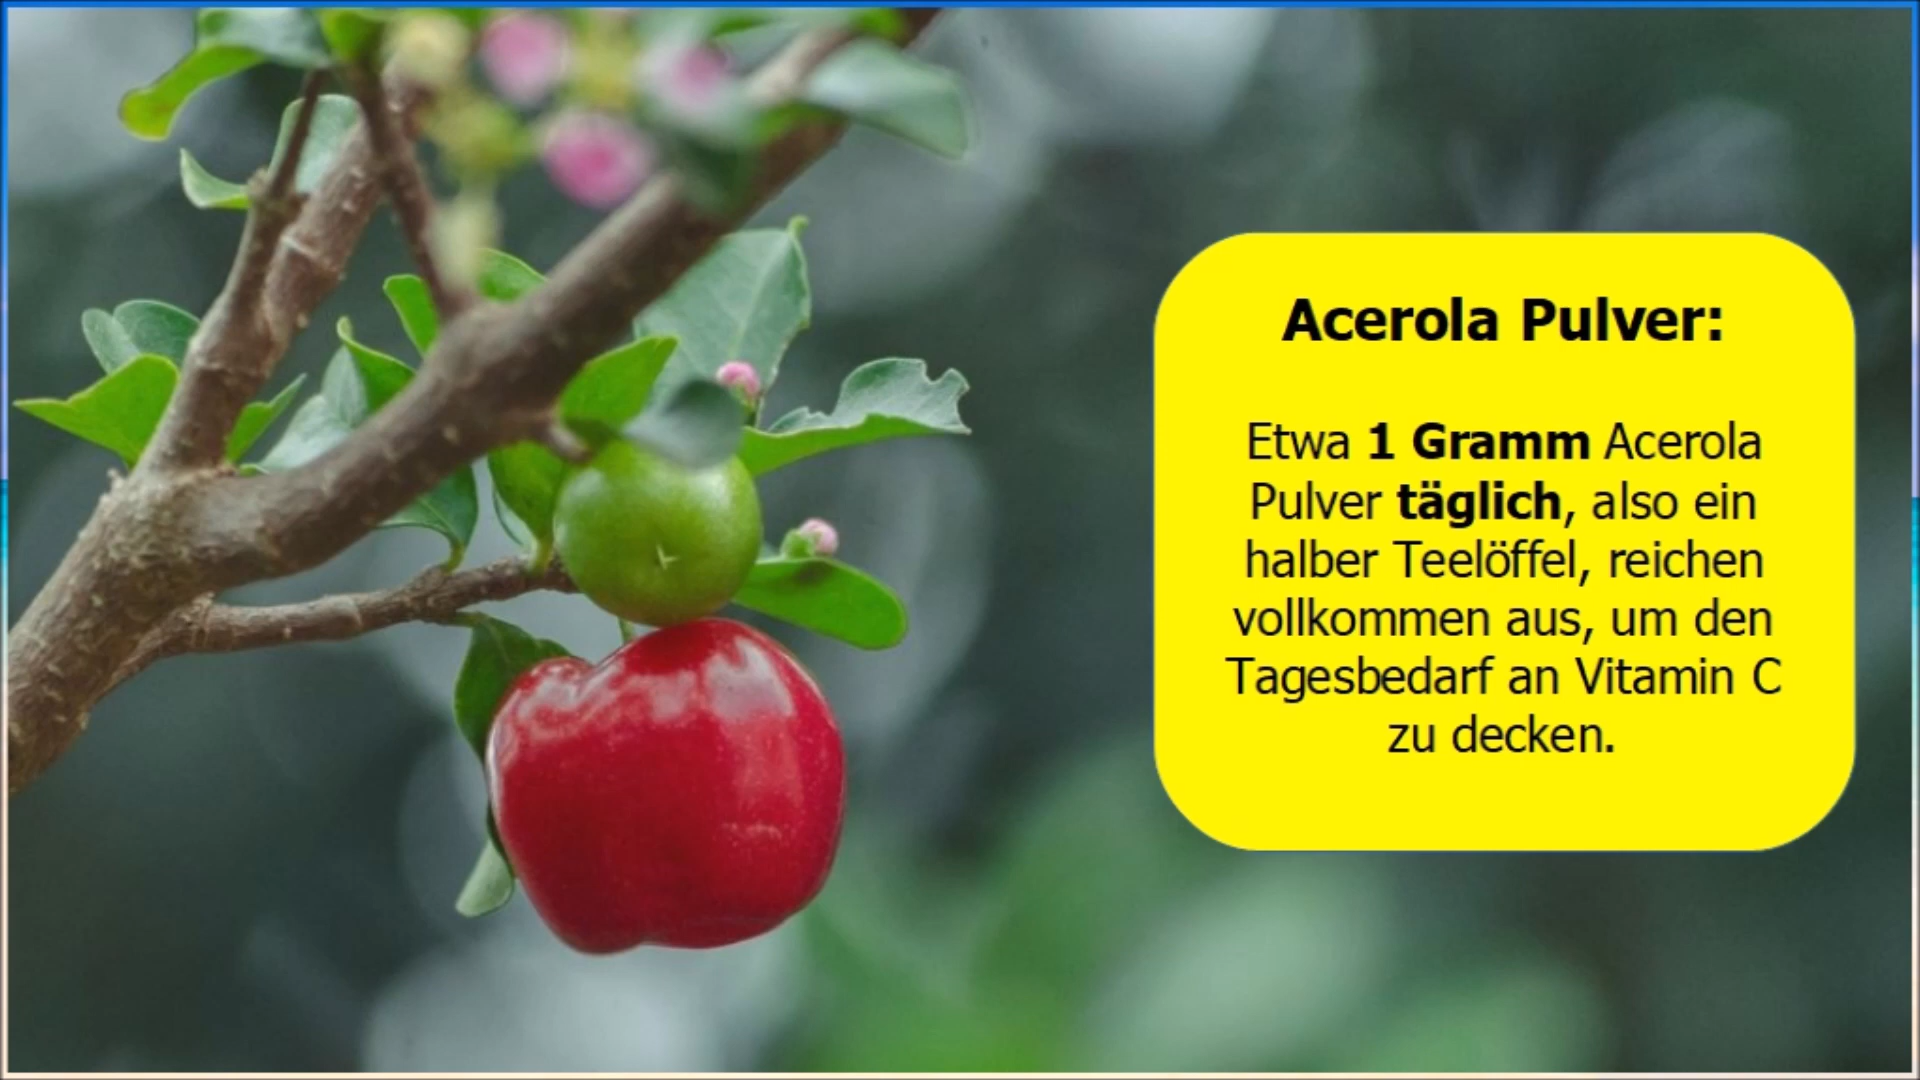 Acerola Pulver:
Etwa 1 Gramm Acerola
Pulver täglich, also ein
halber Teelöffel, reichen
vollkommen aus, um den
Tagesbedarf an Vitamin C
zu decken.